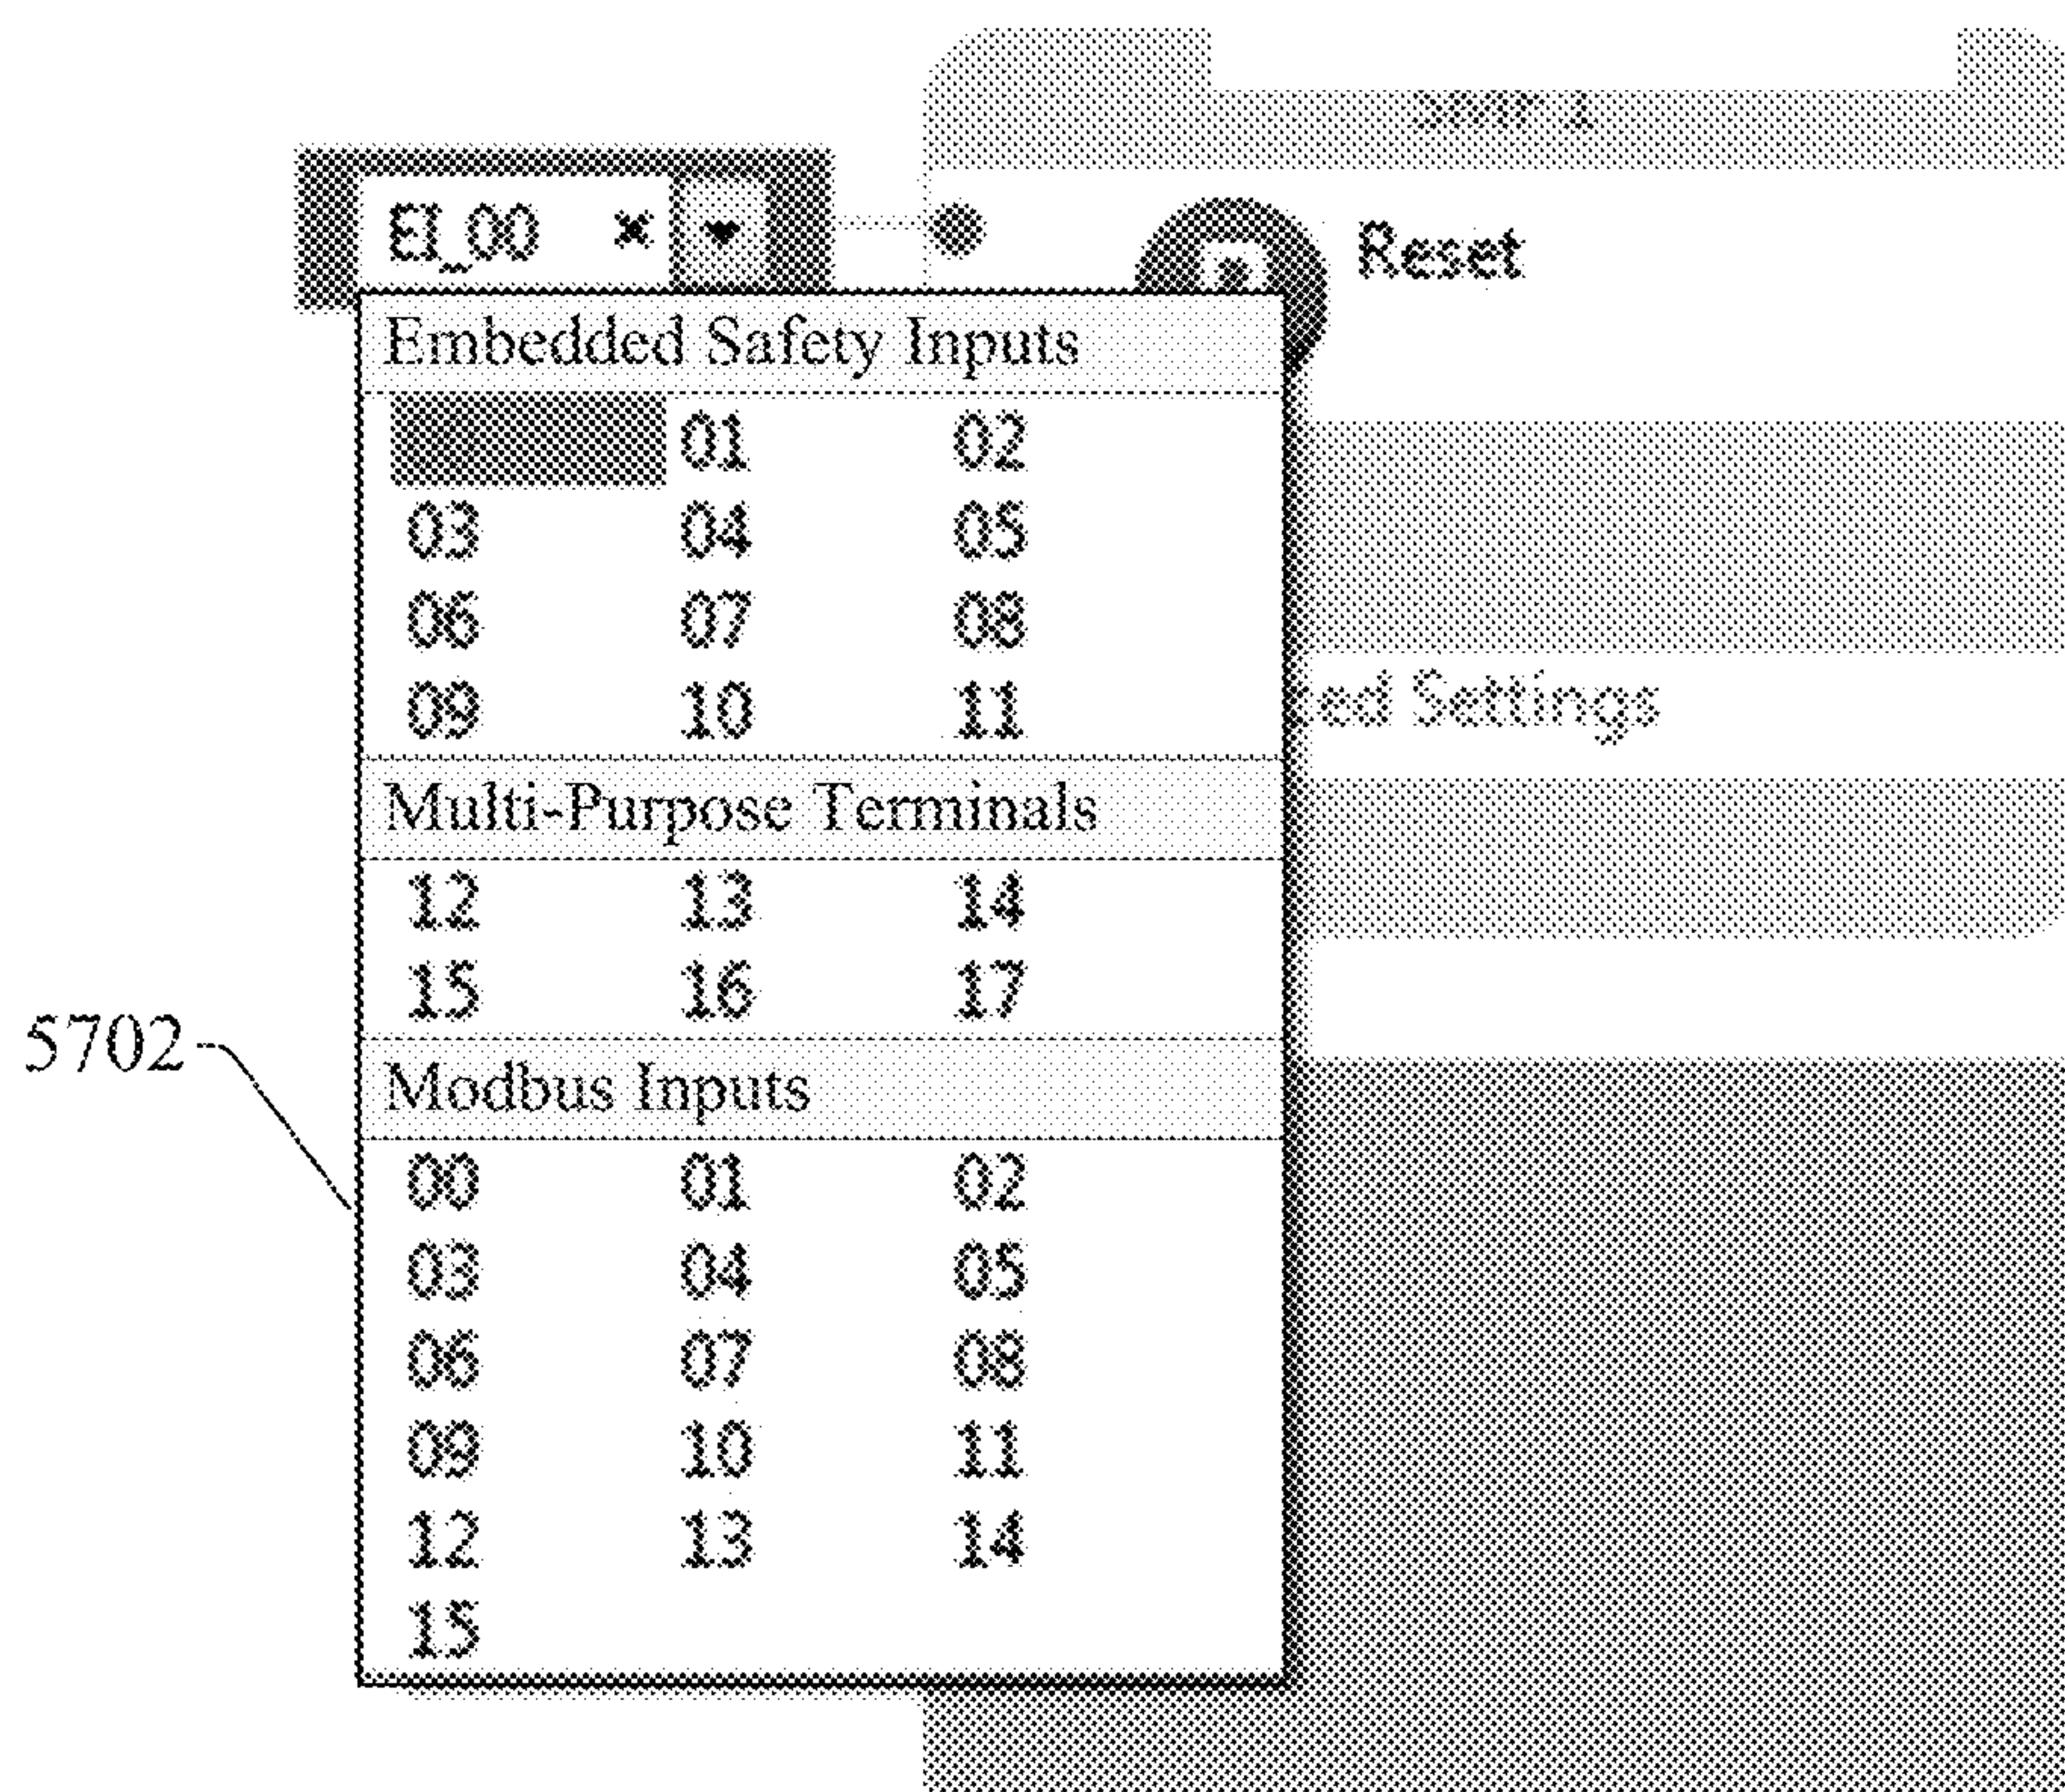 EI_00 × Reset
Embedded Safety Inputs
01 02
03 04 05
06 07 08
09 10 11
ed Settings
Multi-Purpose Terminals
12 13 14
15 16 17
5702
Modbus Inputs
00 01 02
03 04 05
06 07 08
09 10 11
12 13 14
15